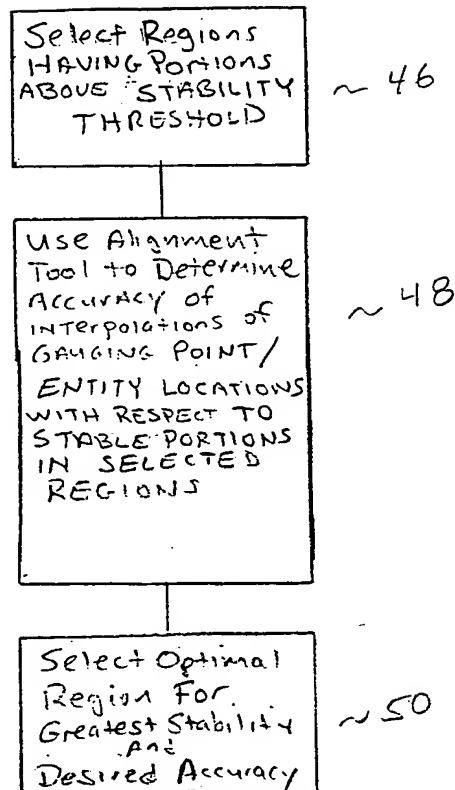 Select Regions
HAVING PORTIONS
ABOVE STABILITY
THRESHOLD
~ 46
Use Alignment
Tool to Determine
Accuracy of
INTERPOLATIONS of
GAUGING POINT/
ENTITY LOCATIONS
WITH RESPECT TO
STABLE PORTIONS
IN SELECTED
REGIONS
~ 48
Select Optimal
Region For
Greatest Stability
And
Desired Accuracy
~ 50